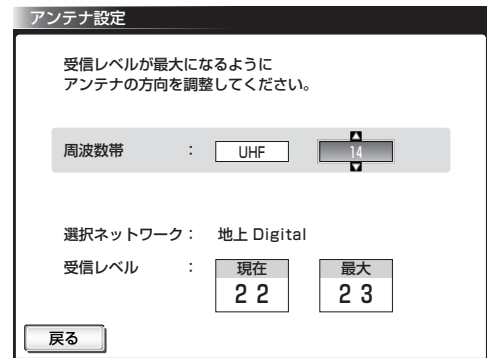 アンテナ設定
受信レベルが最大になるように
アンテナの方向を調整してください。
周波数帯 : UHF 14
選択ネットワーク: 地上 Digital
受信レベル : 現在 最大
22 23
戻る